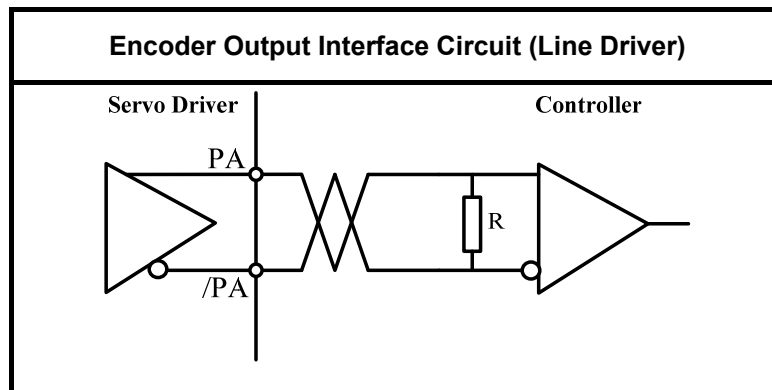 Encoder Output Interface Circuit (Line Driver)
Servo Driver
Controller
PA
R
/PA